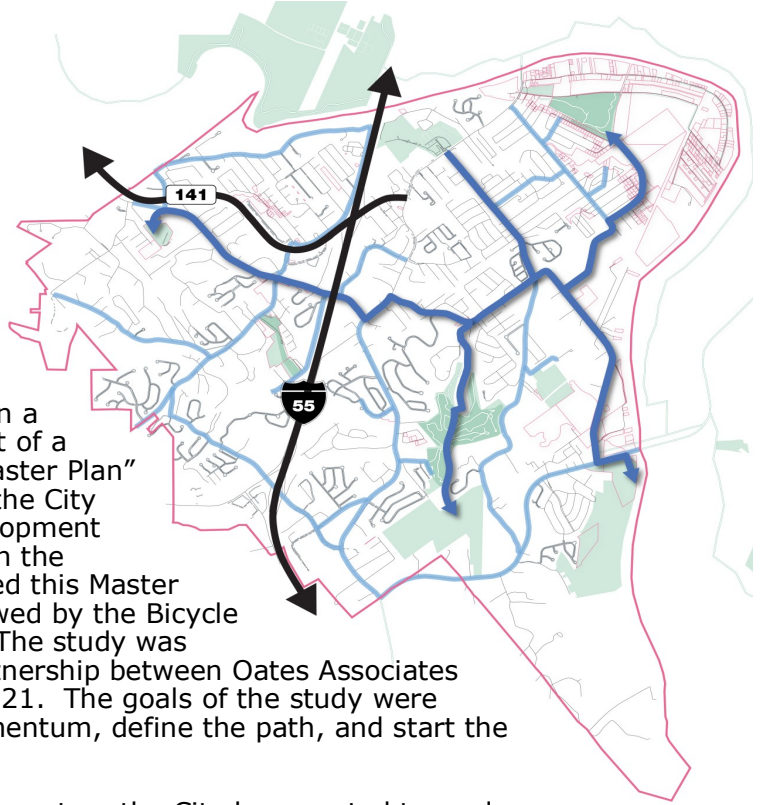 141
55
n a
t of a
aster Plan”
the City
opment
n the
ed this Master
wed by the Bicycle
The study was
tnership between Oates Associates
21. The goals of the study were
mentum, define the path, and start the